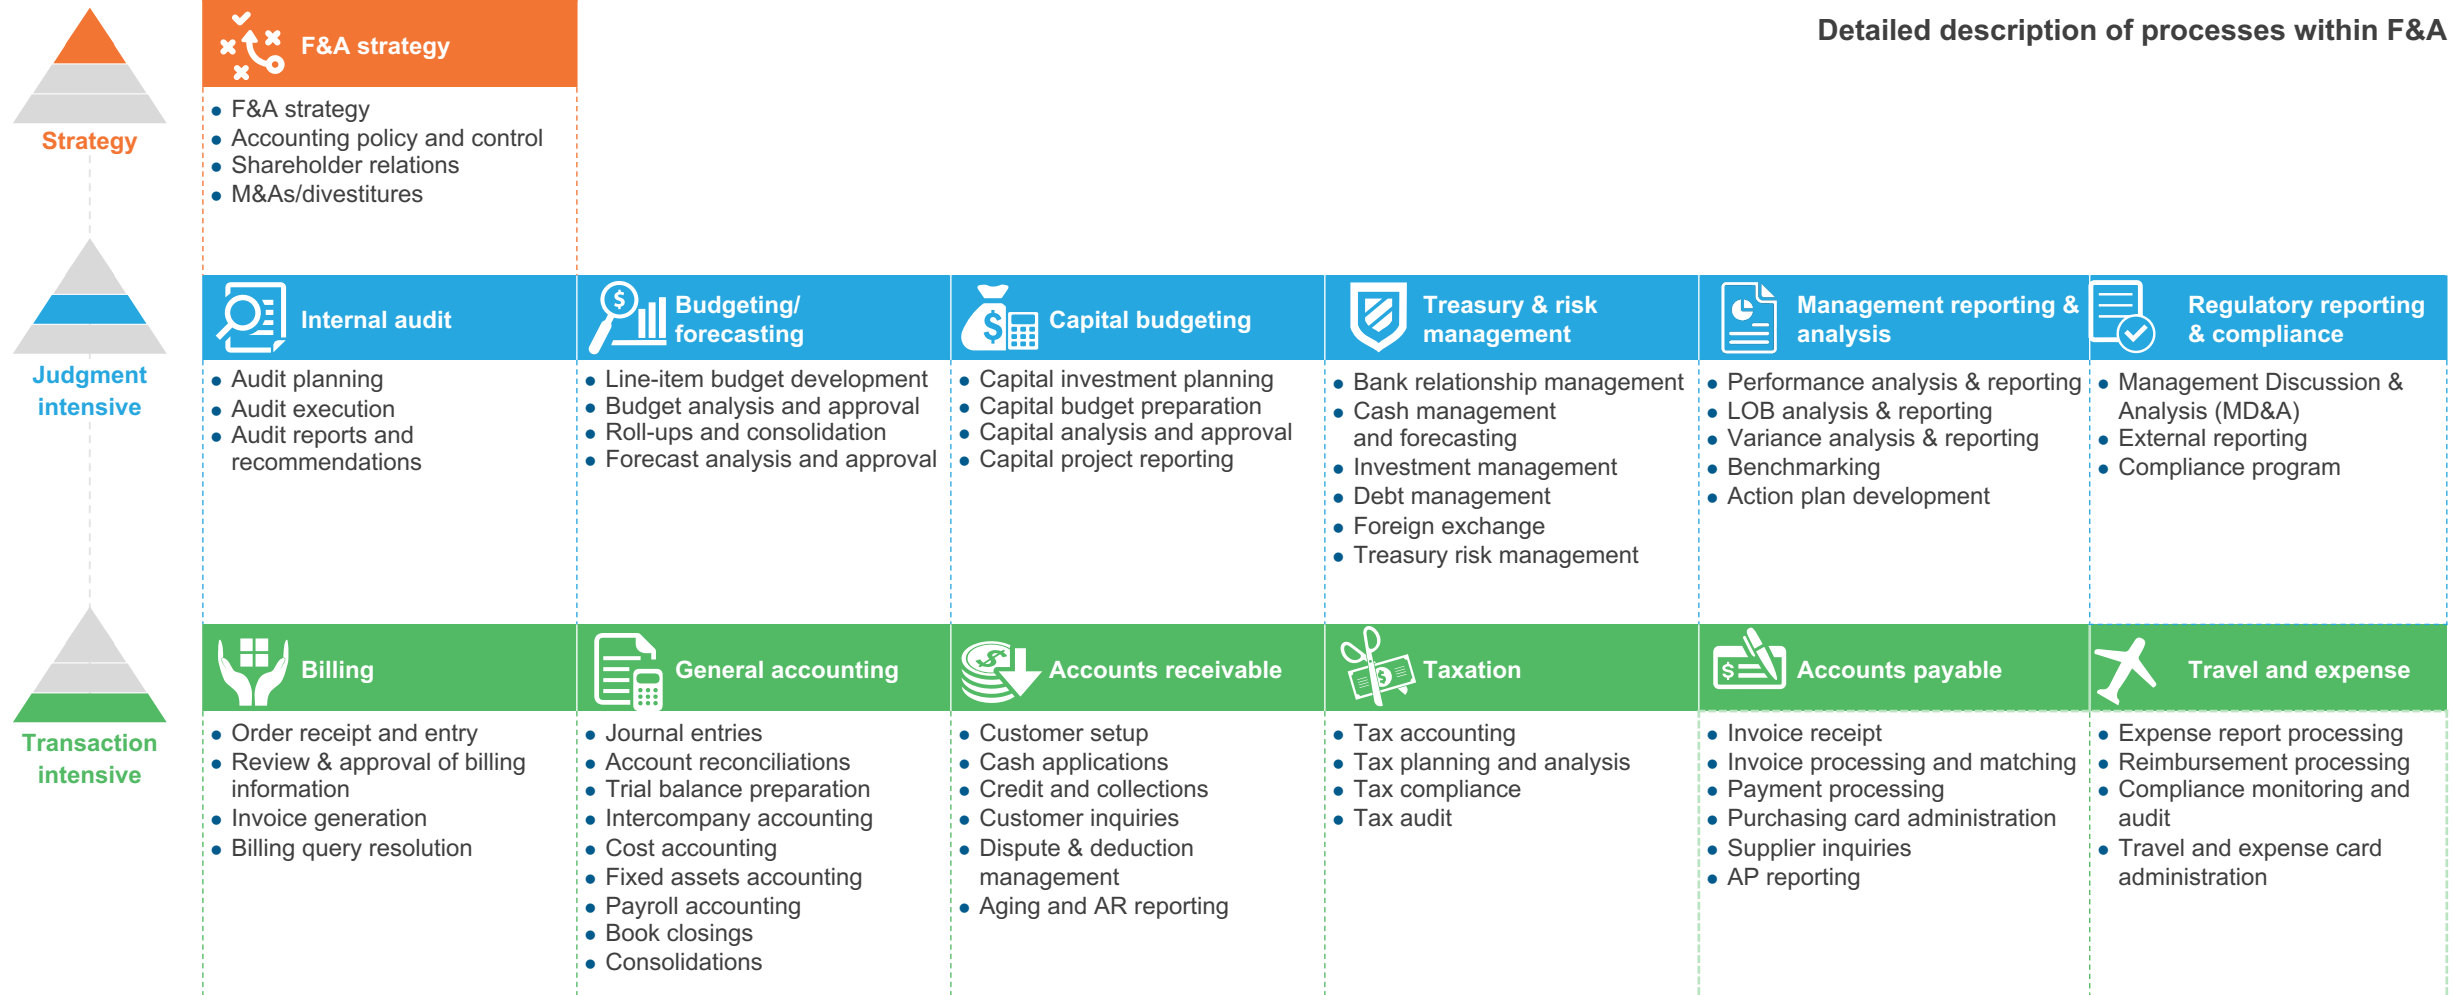 Detailed description of processes within F&A
Strategy
F&A strategy
F&A strategy
Accounting policy and control
Shareholder relations
M&As/divestitures
Judgment
intensive
Internal audit
Audit planning
Audit execution
Audit reports and
recommendations
Budgeting/
forecasting
Line-item budget development
Budget analysis and approval
Roll-ups and consolidation
Forecast analysis and approval
Capital budgeting
Capital investment planning
Capital budget preparation
Capital analysis and approval
Capital project reporting
Treasury & risk
management
Bank relationship management
Cash management
and forecasting
Investment management
Debt management
Foreign exchange
Treasury risk management
Management reporting &
analysis
Performance analysis & reporting
LOB analysis & reporting
Variance analysis & reporting
Benchmarking
Action plan development
Regulatory reporting
& compliance
Management Discussion &
Analysis (MD&A)
External reporting
Compliance program
Transaction
intensive
Billing
Order receipt and entry
Review & approval of billing
information
Invoice generation
Billing query resolution
General accounting
Journal entries
Account reconciliations
Trial balance preparation
Intercompany accounting
Cost accounting
Fixed assets accounting
Payroll accounting
Book closings
Consolidations
Accounts receivable
Customer setup
Cash applications
Credit and collections
Customer inquiries
Dispute & deduction
management
Aging and AR reporting
Taxation
Tax accounting
Tax planning and analysis
Tax compliance
Tax audit
Accounts payable
Invoice receipt
Invoice processing and matching
Payment processing
Purchasing card administration
Supplier inquiries
AP reporting
Travel and expense
Expense report processing
Reimbursement processing
Compliance monitoring and
audit
Travel and expense card
administration